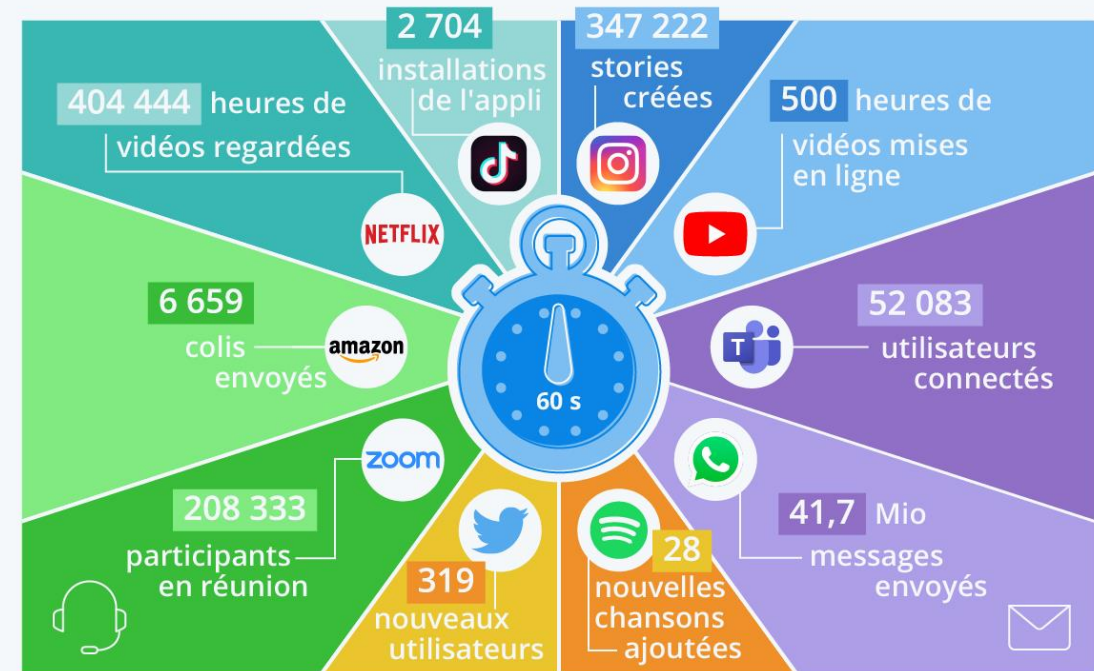 2 704
installations
de l'appli
347 222
stories
créées
500 heures de
vidéos mises
en ligne
52 083
utilisateurs
connectés
T
41,7 Mio
messages
envoyés
28
nouvelles
chansons
ajoutées
319
nouveaux
utilisateurs
zoom
208 333
participants
en réunion
6 659
colis
envoyés
amazon
404 444 heures de
vidéos regardées
NETFLIX
60 s